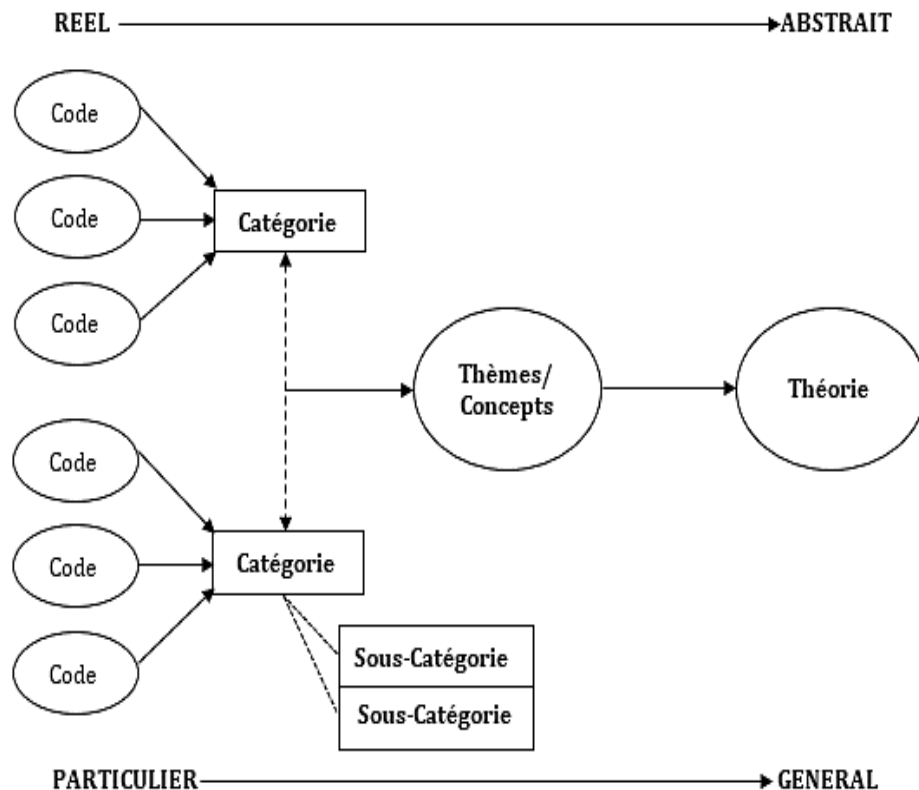 REEL ABSTRAIT
Code
Code
Catégorie
Code
Thèmes/
Concepts
Théorie
Code
Code
Catégorie
Code
Sous-Catégorie
Sous-Catégorie
PARTICULIER GENERAL